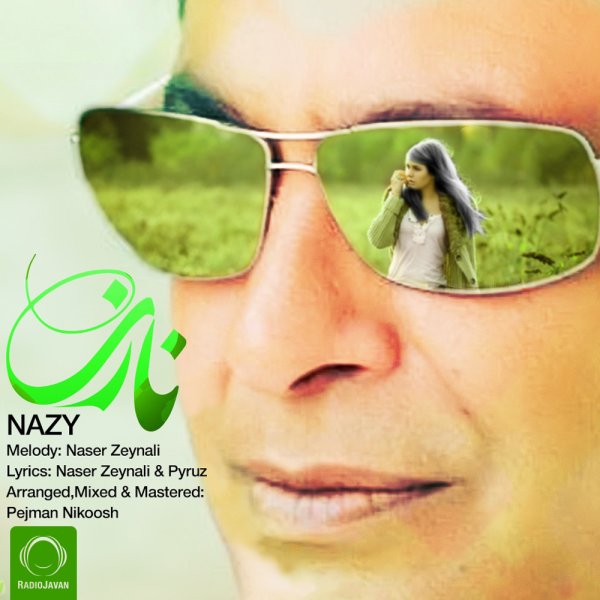 نازی
NAZY
Melody: Naser Zeynali
Lyrics: Naser Zeynali & Pyruz
Arranged,Mixed & Mastered:
Pejman Nikoosh
RADIOJAVAN